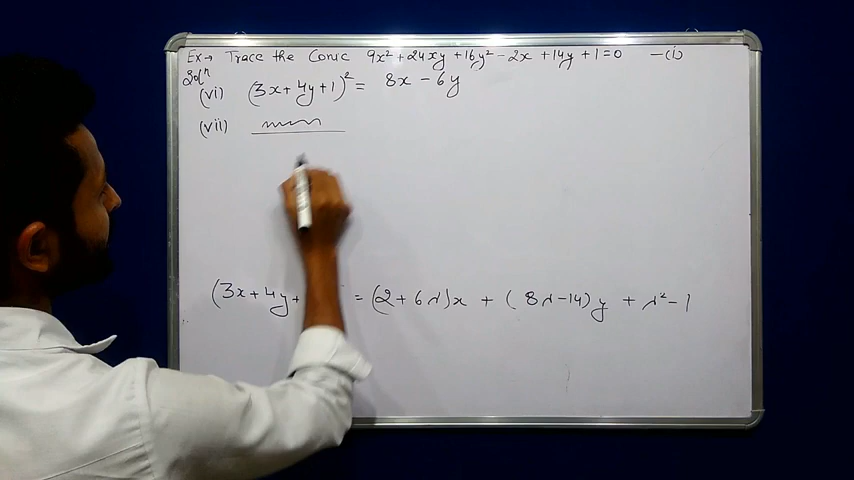 Ex→ Trace the Conic 9x² + 24xy + 16y² - 2x + 14y + 1 = 0 —(i)
Solⁿ
(vi) (3x + 4y + 1)² = 8x - 6y
(vii)
(3x + 4y + = (2 + 6λ)x + (8λ - 14)y + λ² - 1